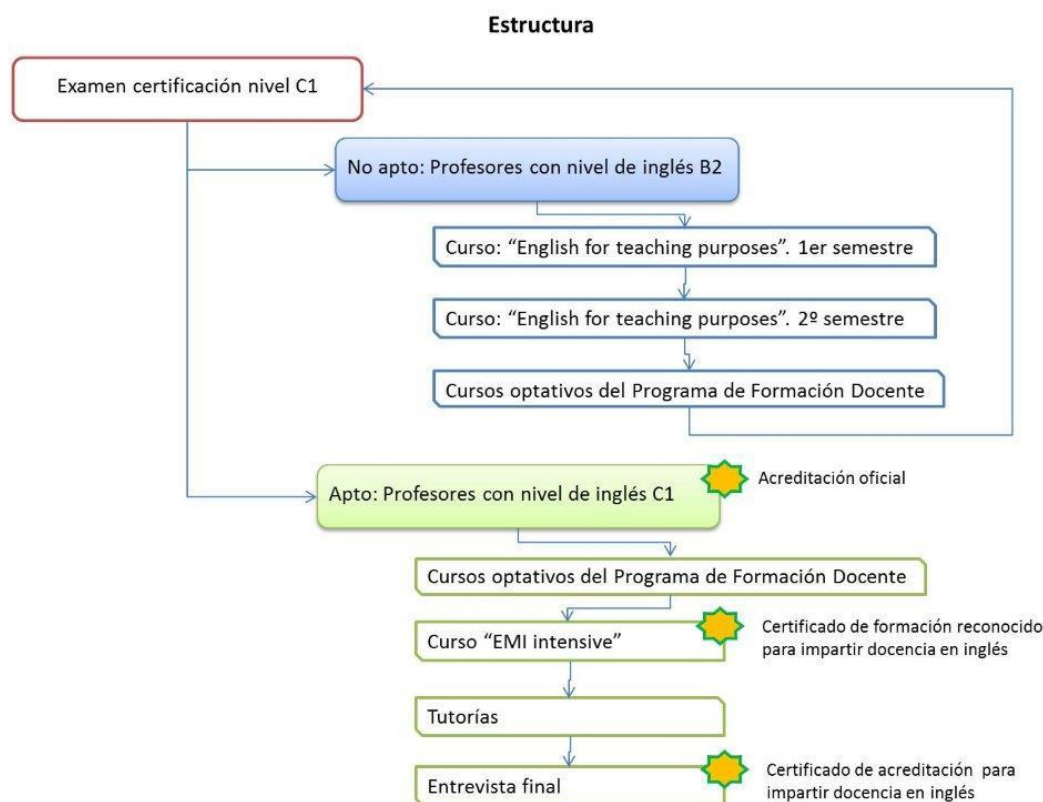 Estructura
Examen certificación nivel C1
No apto: Profesores con nivel de inglés B2
Curso: “English for teaching purposes”. 1er semestre
Curso: “English for teaching purposes”. 2º semestre
Cursos optativos del Programa de Formación Docente
Apto: Profesores con nivel de inglés C1
Acreditación oficial
Cursos optativos del Programa de Formación Docente
Curso “EMI intensive”
Certificado de formación reconocido
para impartir docencia en inglés
Tutorías
Entrevista final
Certificado de acreditación para
impartir docencia en inglés